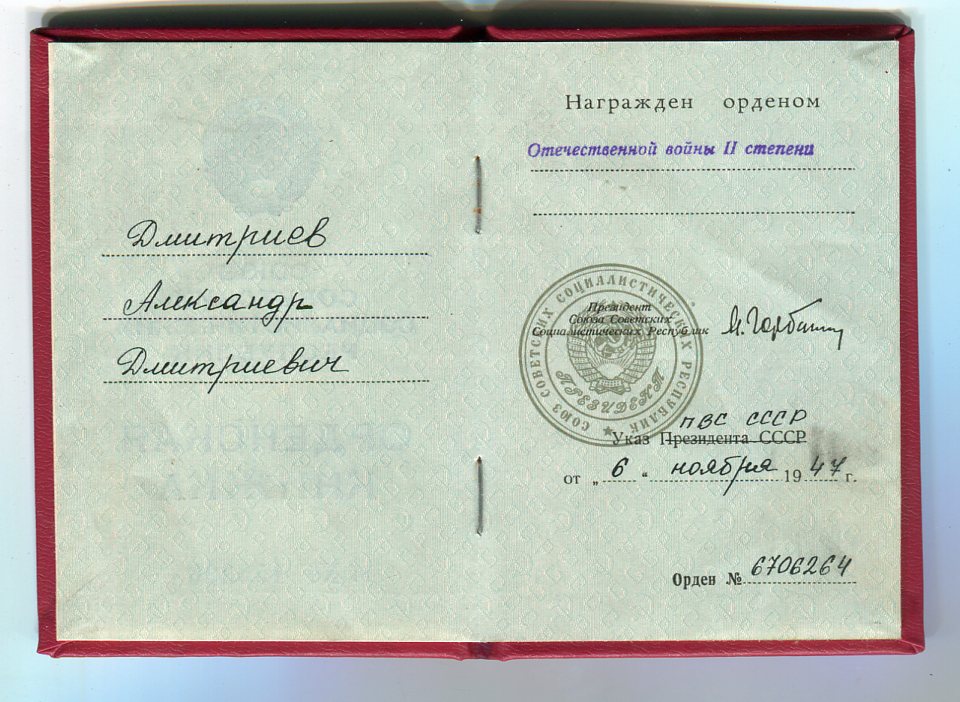 Дмитриев
Александр
Дмитриевич
Награжден орденом
Отечественной войны II степени
СОЮЗ СОВЕТСКИХ СОЦИАЛИСТИЧЕСКИХ РЕСПУБЛИК
Президент
Союза Советских
Социалистических Республик
М. Горбачев
ПРЕЗИДЕНТ
ПВС СССР
Указ Президента СССР
от „ 6 “ ноября 1947 г.
Орден № 6706264